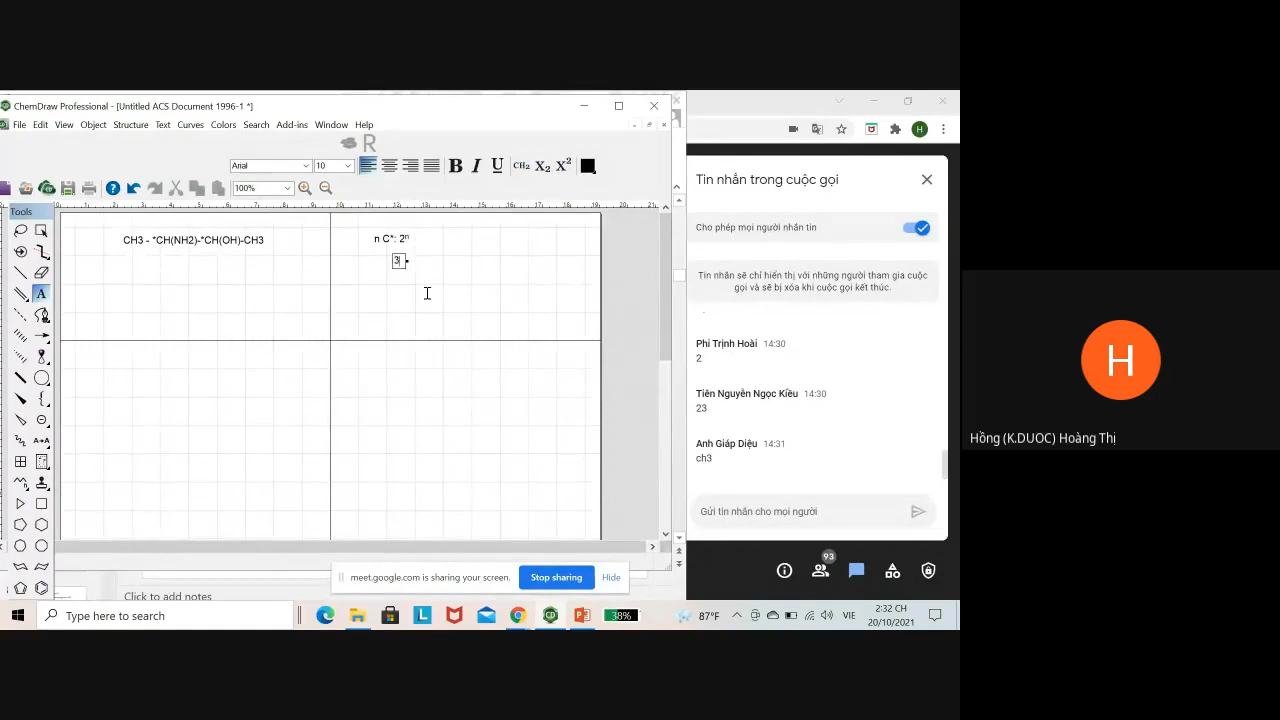 ChemDraw Professional - [Untitled ACS Document 1996-1 *]
File Edit View Object Structure Text Curves Colors Search Add-ins Window Help
R
Arial 10 B I U CH2 X2 X²
100%
Tools
CH3 - *CH(NH2)-*CH(OH)-CH3
n C*: 2ⁿ
3
A
meet.google.com is sharing your screen. Stop sharing Hide
Click to add notes
Tin nhắn trong cuộc gọi
Cho phép mọi người nhắn tin
Tin nhắn sẽ chỉ hiển thị với những người tham gia cuộc
gọi và sẽ bị xóa khi cuộc gọi kết thúc.
Phi Trịnh Hoài 14:30
2
Tiên Nguyễn Ngọc Kiều 14:30
23
Anh Giáp Diệu 14:31
ch3
Gửi tin nhắn cho mọi người
93
H
H
Hồng (K.DUOC) Hoàng Thị
Type here to search
L
CD
38%
87°F
VIE
2:32 CH
20/10/2021